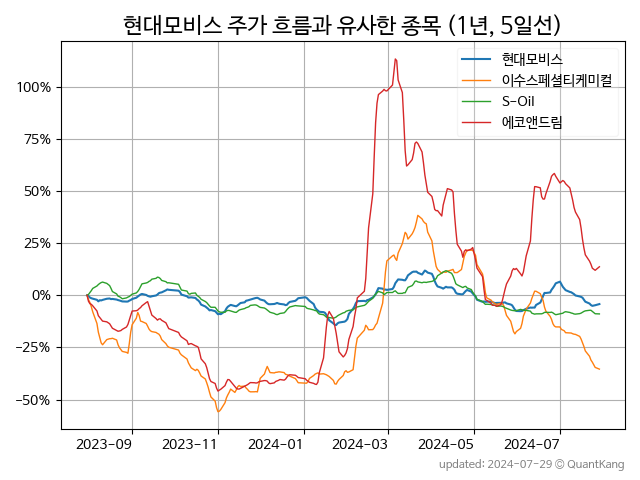 현대모비스 주가 흐름과 유사한 종목 (1년, 5일선)
현대모비스
이수스페셜티케미컬
S-Oil
에코앤드림
100%
75%
50%
25%
0%
−25%
−50%
2023-09 2023-11 2024-01 2024-03 2024-05 2024-07
updated: 2024-07-29 © QuantKang